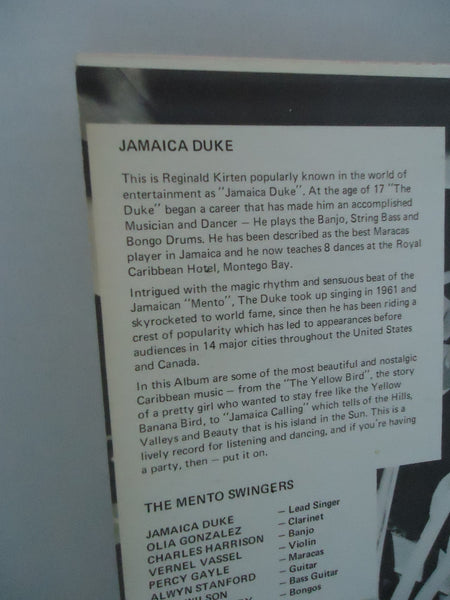 JAMAICA DUKE
This is Reginald Kirten popularly known in the world of
entertainment as "Jamaica Duke". At the age of 17 "The
Duke" began a career that has made him an accomplished
Musician and Dancer — He plays the Banjo, String Bass and
Bongo Drums. He has been described as the best Maracas
player in Jamaica and he now teaches 8 dances at the Royal
Caribbean Hotel, Montego Bay.
Intrigued with the magic rhythm and sensuous beat of the
Jamaican "Mento", The Duke took up singing in 1961 and
skyrocketed to world fame, since then he has been riding a
crest of popularity which has led to appearances before
audiences in 14 major cities throughout the United States
and Canada.
In this Album are some of the most beautiful and nostalgic
Caribbean music — from the "The Yellow Bird", the story
of a pretty girl who wanted to stay free like the Yellow
Banana Bird, to "Jamaica Calling" which tells of the Hills,
Valleys and Beauty that is his island in the Sun. This is a
lively record for listening and dancing, and if you're having
a party, then — put it on.
THE MENTO SWINGERS
JAMAICA DUKE — Lead Singer
OLIA GONZALEZ — Clarinet
CHARLES HARRISON — Banjo
VERNEL VASSEL — Violin
PERCY GAYLE — Maracas
ALWYN STANFORD — Guitar
WILSON — Bass Guitar
— Bongos